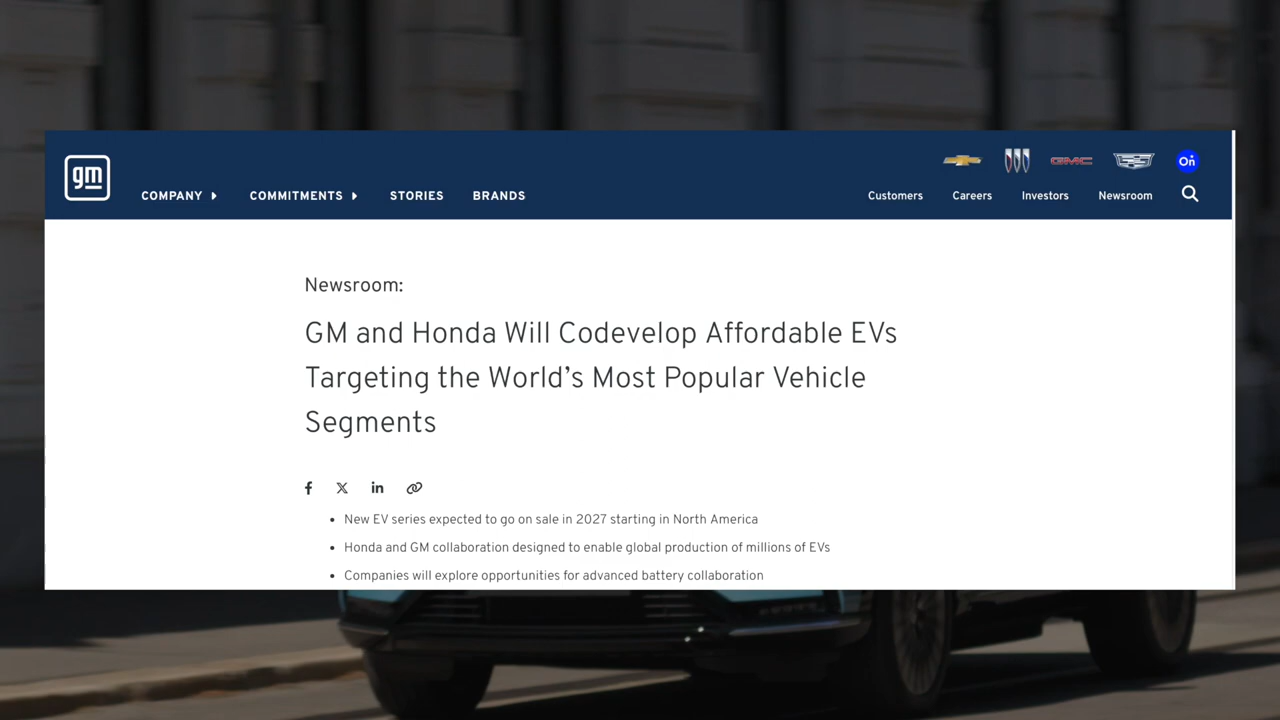 gm
COMPANY
COMMITMENTS
STORIES
BRANDS
GMC
On
Customers
Careers
Investors
Newsroom
Newsroom:
GM and Honda Will Codevelop Affordable EVs
Targeting the World's Most Popular Vehicle
Segments
• New EV series expected to go on sale in 2027 starting in North America
• Honda and GM collaboration designed to enable global production of millions of EVs
• Companies will explore opportunities for advanced battery collaboration